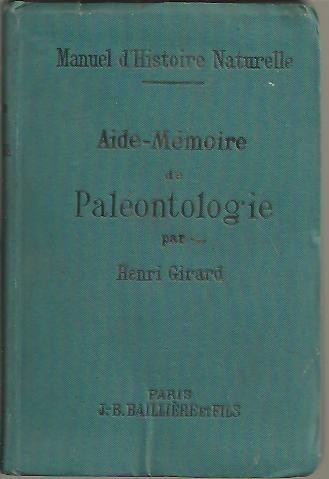 Manuel d'Histoire Naturelle
Aide-Mémoire
de
Paléontologie
par
Henri Girard
PARIS
J.-B. BAILLIÈRE ET FILS